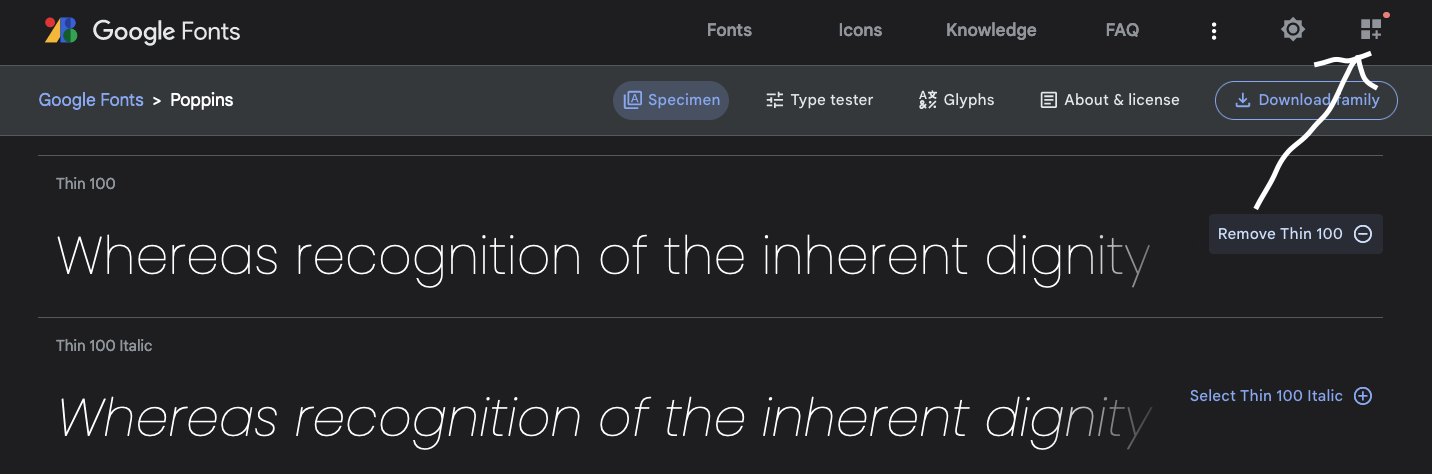 Google Fonts
Fonts Icons Knowledge FAQ
Google Fonts > Poppins
Specimen Type tester Glyphs About & license Download family
Thin 100
Whereas recognition of the inherent dignity
Remove Thin 100
Thin 100 Italic
Whereas recognition of the inherent dignity
Select Thin 100 Italic